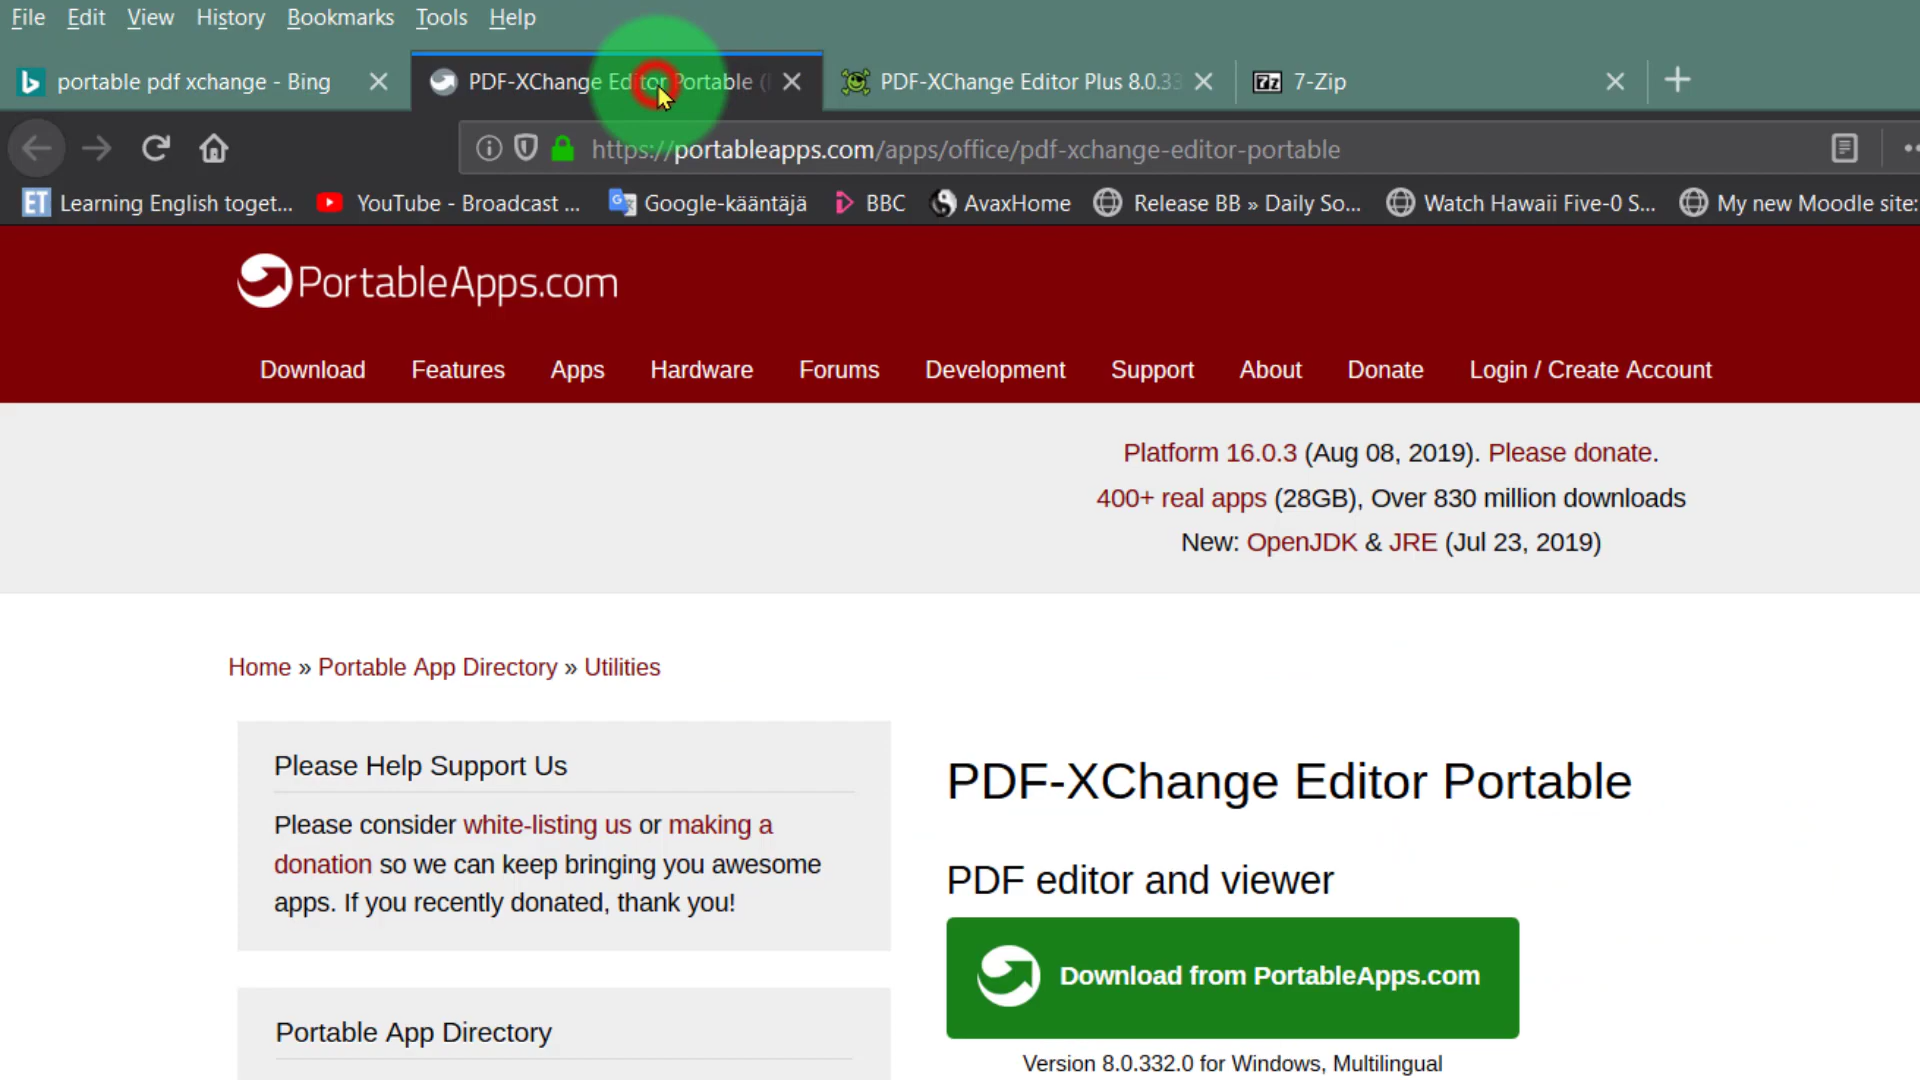 File Edit View History Bookmarks Tools Help
portable pdf xchange - Bing
PDF-XChange Editor Portable (
PDF-XChange Editor Plus 8.0.33
7-Zip
https://portableapps.com/apps/office/pdf-xchange-editor-portable
ET Learning English toget... YouTube - Broadcast ... Google-kääntäjä BBC AvaxHome Release BB » Daily So... Watch Hawaii Five-0 S... My new Moodle site:
PortableApps.com
Download Features Apps Hardware Forums Development Support About Donate Login / Create Account
Platform 16.0.3 (Aug 08, 2019). Please donate.
400+ real apps (28GB), Over 830 million downloads
New: OpenJDK & JRE (Jul 23, 2019)
Home » Portable App Directory » Utilities
Please Help Support Us
Please consider white-listing us or making a
donation so we can keep bringing you awesome
apps. If you recently donated, thank you!
Portable App Directory
PDF-XChange Editor Portable
PDF editor and viewer
Download from PortableApps.com
Version 8.0.332.0 for Windows, Multilingual